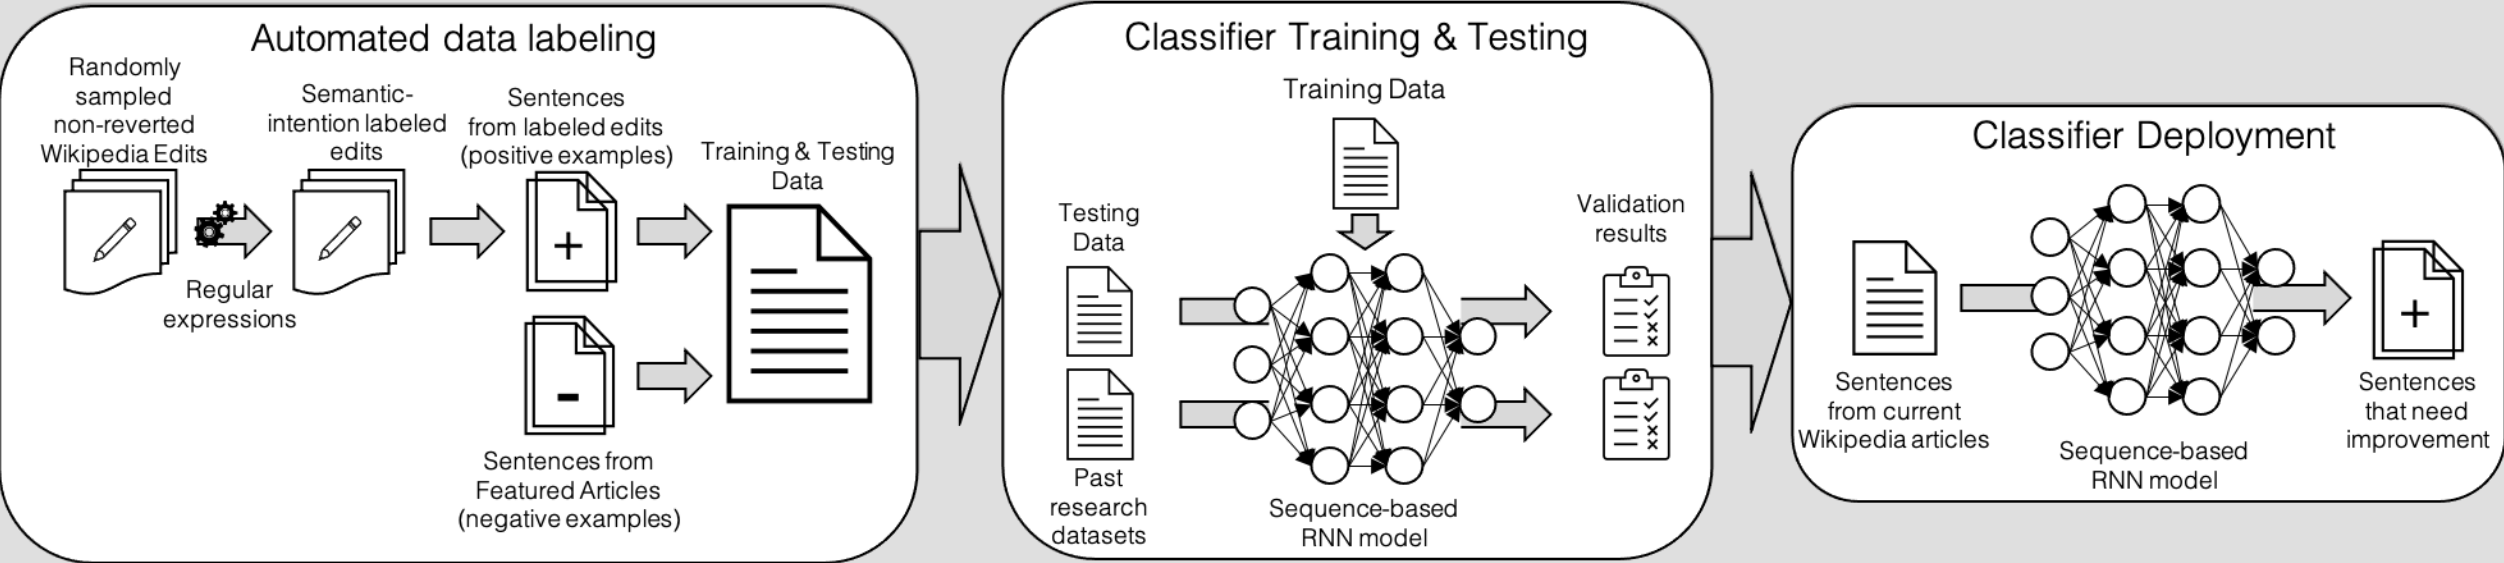 Automated data labeling
Randomly
sampled
non-reverted
Wikipedia Edits
Regular
expressions
Semantic-
intention labeled
edits
Sentences
from labeled edits
(positive examples)
Sentences from
Featured Articles
(negative examples)
Training & Testing
Data
Classifier Training & Testing
Training Data
Testing
Data
Past
research
datasets
Sequence-based
RNN model
Validation
results
Classifier Deployment
Sentences
from current
Wikipedia articles
Sequence-based
RNN model
Sentences
that need
improvement